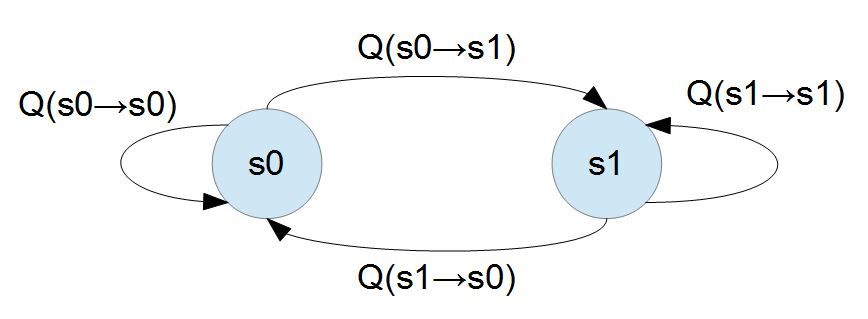 Q(s0→s1)
Q(s0→s0)
Q(s1→s1)
s0
s1
Q(s1→s0)